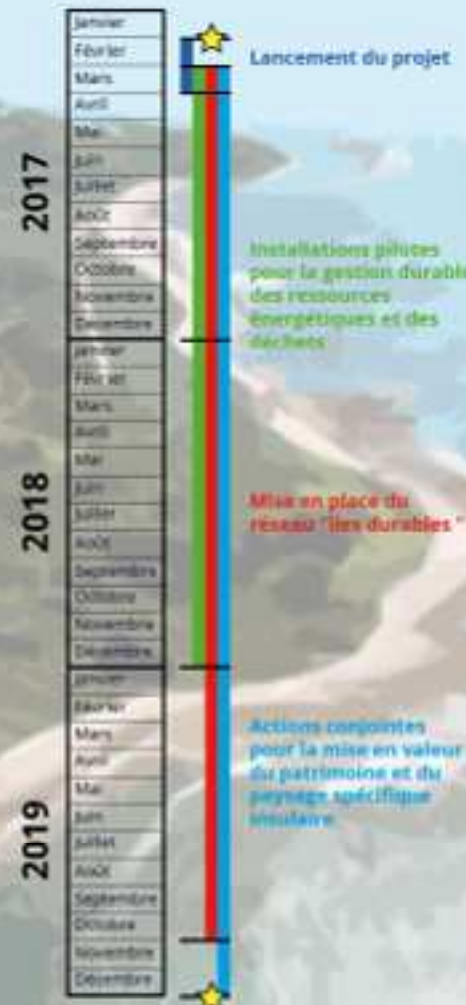 2017
Janvier
Février
Mars
Avril
Mai
Juin
Juillet
Août
Septembre
Octobre
Novembre
Décembre
2018
Janvier
Février
Mars
Avril
Mai
Juin
Juillet
Août
Septembre
Octobre
Novembre
Décembre
2019
Janvier
Février
Mars
Avril
Mai
Juin
Juillet
Août
Septembre
Octobre
Novembre
Décembre
Lancement du projet
Installations pilotes
pour la gestion durable
des ressources
énergétiques et des
déchets
Mise en place du
réseau "îles durables "
Actions conjointes
pour la mise en valeur
du patrimoine et du
paysage spécifique
insulaire